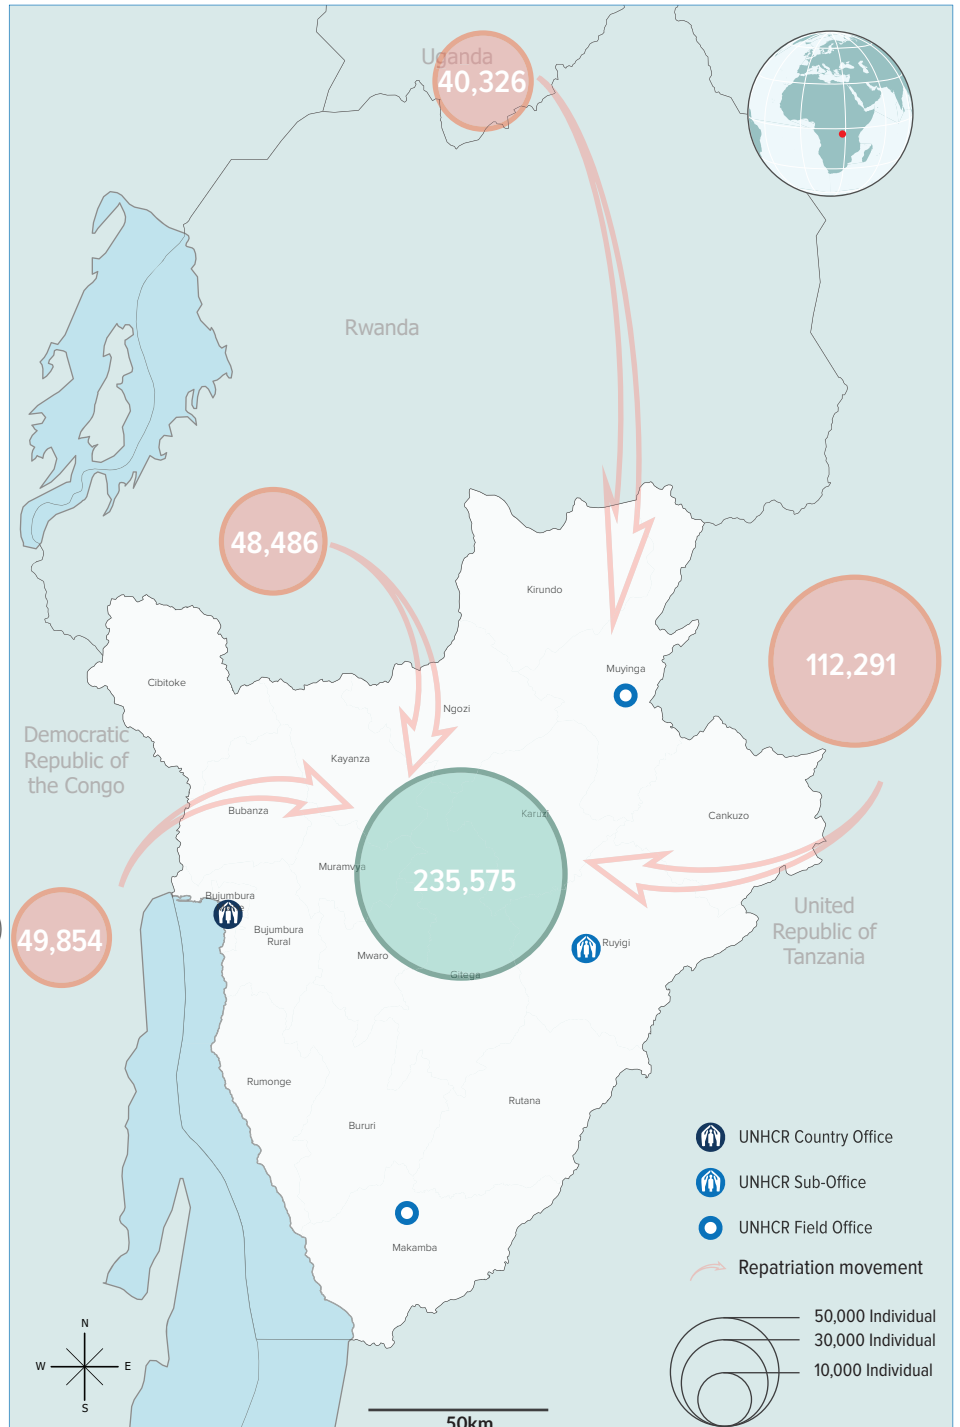 Uganda
40,326
Rwanda
48,486
Kirundo
112,291
Muyinga
Cibitoke
Ngozi
Democratic
Republic of
the Congo
Kayanza
Bubanza
Karuzi
Cankuzo
Muramvya
235,575
Bujumbura
United
Republic of
Tanzania
49,854
Bujumbura
Rural
Ruyigi
Mwaro
Gitega
Rumonge
Rutana
Bururi
UNHCR Country Office
UNHCR Sub-Office
UNHCR Field Office
Makamba
Repatriation movement
50,000 Individual
30,000 Individual
10,000 Individual
N
W
E
S
50km